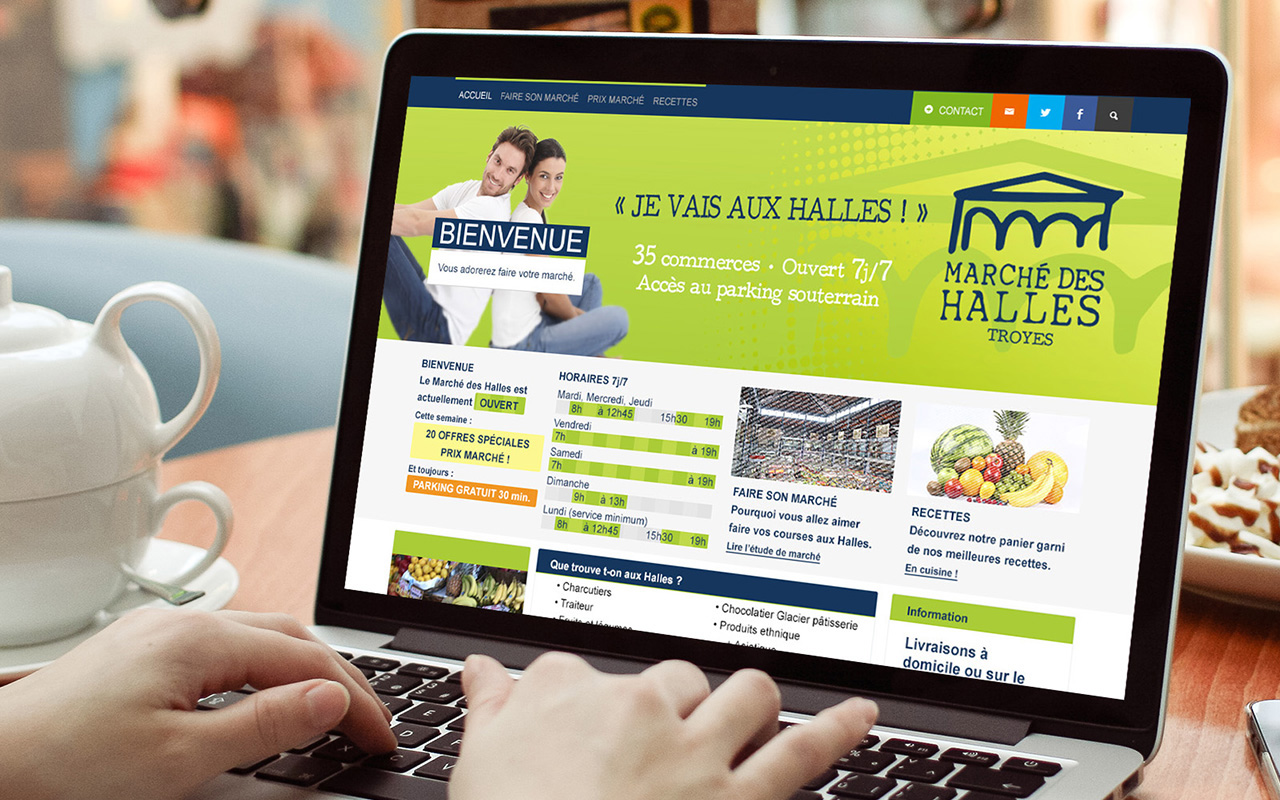 ACCUEIL FAIRE SON MARCHÉ PRIX MARCHÉ RECETTES
CONTACT
« JE VAIS AUX HALLES ! »
35 commerces • Ouvert 7j/7
Accès au parking souterrain
BIENVENUE
Vous adorerez faire votre marché.
MARCHÉ DES
HALLES
TROYES
BIENVENUE
Le Marché des Halles est
actuellement OUVERT
Cette semaine :
20 OFFRES SPÉCIALES
PRIX MARCHÉ !
Et toujours :
PARKING GRATUIT 30 min.
HORAIRES 7j/7
Mardi, Mercredi, Jeudi
8h à 12h45 15h30 19h
Vendredi
7h à 19h
Samedi
7h à 19h
Dimanche
9h à 13h
Lundi (service minimum)
8h à 12h45 15h30 19h
FAIRE SON MARCHÉ
Pourquoi vous allez aimer
faire vos courses aux Halles.
Lire l'étude de marché
RECETTES
Découvrez notre panier garni
de nos meilleures recettes.
En cuisine !
Que trouve t-on aux Halles ?
• Charcutiers
• Traiteur
• Fruits et légumes
• Chocolatier Glacier pâtisserie
• Produits ethnique
Information
Livraisons à
domicile ou sur le